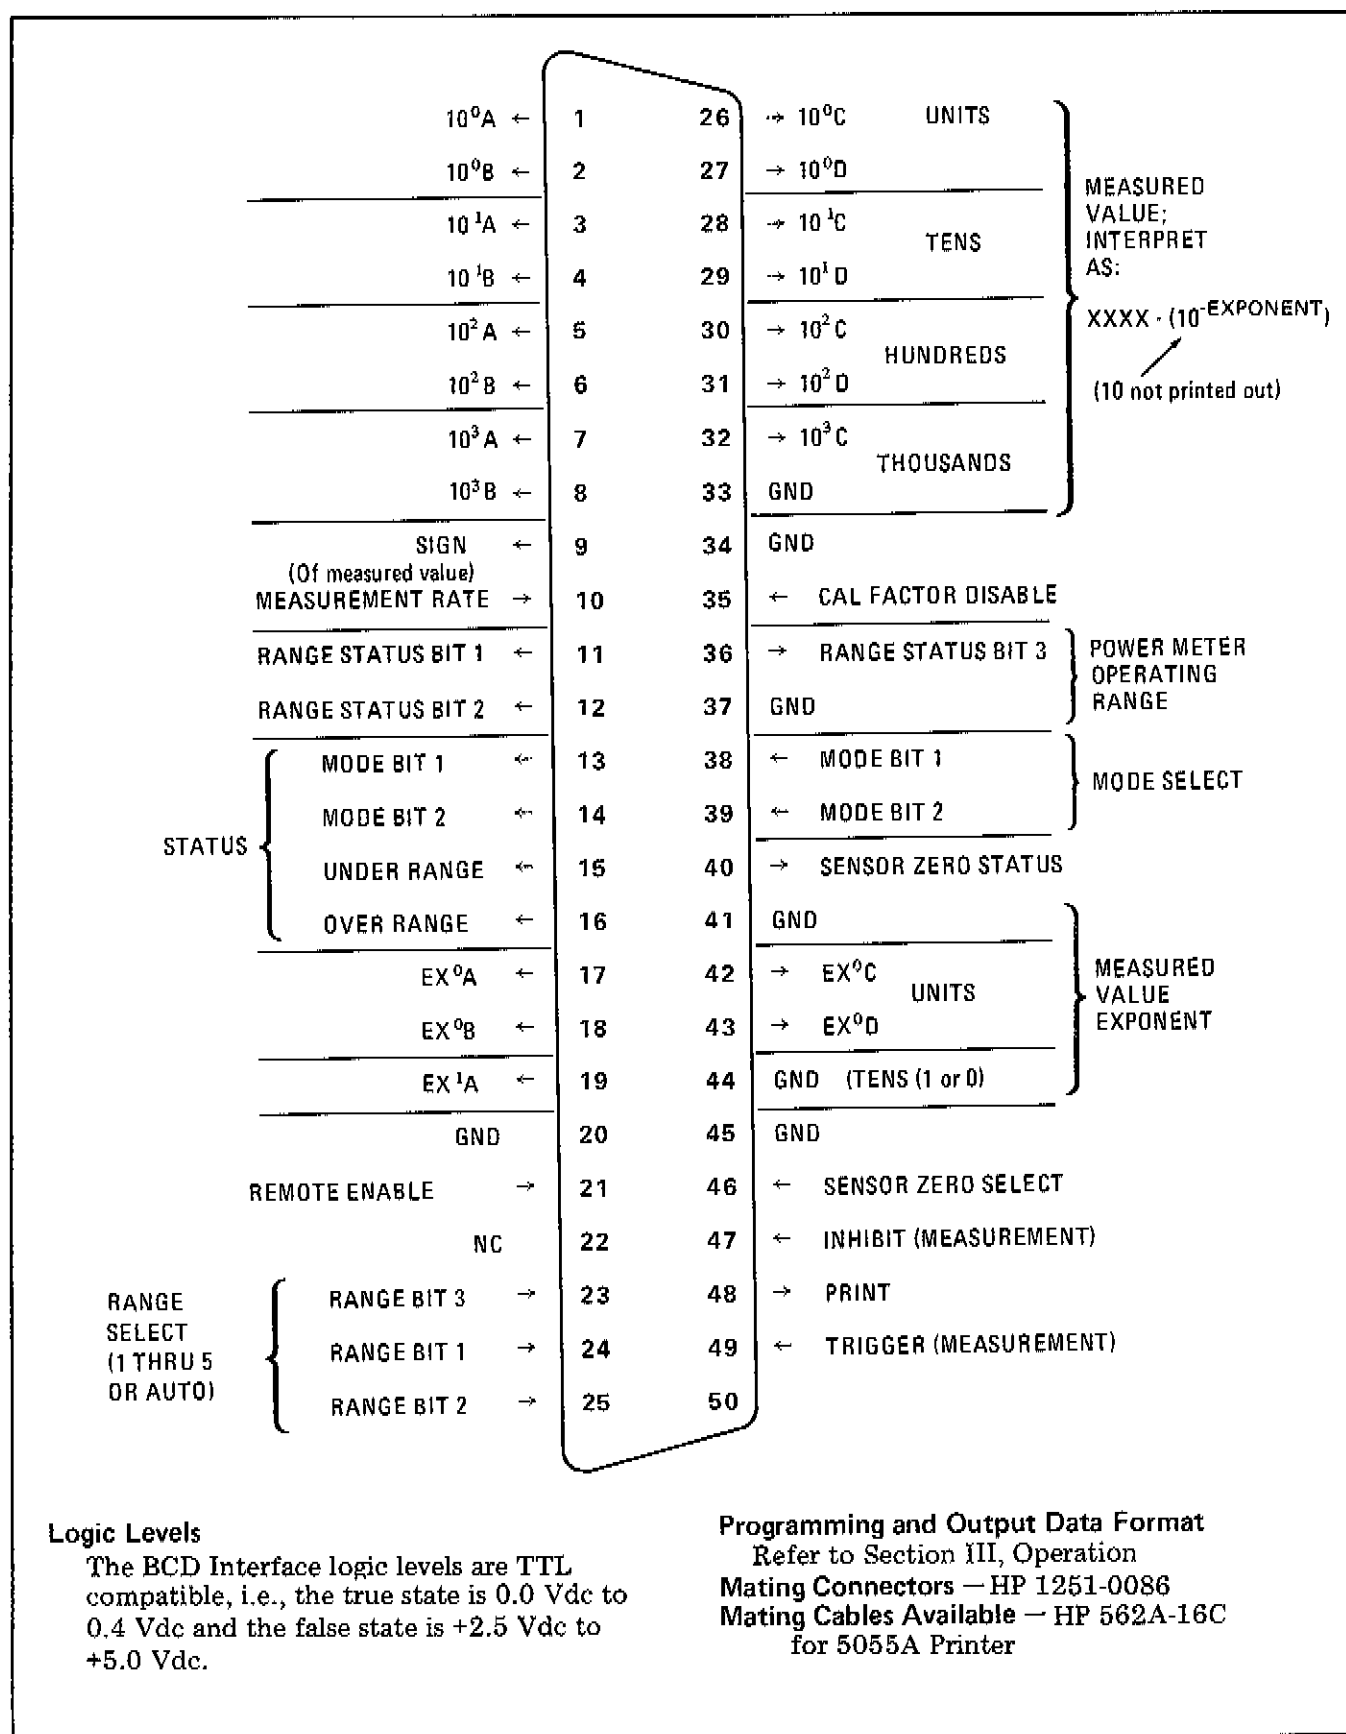 10⁰A ← 1 26 → 10⁰C UNITS
10⁰B ← 2 27 → 10⁰D
10¹A ← 3 28 → 10¹C
TENS
10¹B ← 4 29 → 10¹D
10²A ← 5 30 → 10²C
HUNDREDS
10²B ← 6 31 → 10²D
10³A ← 7 32 → 10³C
THOUSANDS
10³B ← 8 33 GND
MEASURED
VALUE;
INTERPRET
AS:
XXXX · (10⁻ᴱˣᴾᴼᴺᴱᴺᵀ)
(10 not printed out)
SIGN ← 9 34 GND
(Of measured value)
MEASUREMENT RATE → 10 35 ← CAL FACTOR DISABLE
RANGE STATUS BIT 1 ← 11 36 → RANGE STATUS BIT 3
RANGE STATUS BIT 2 ← 12 37 GND
POWER METER
OPERATING
RANGE
STATUS
MODE BIT 1 ← 13 38 ← MODE BIT 1
MODE BIT 2 ← 14 39 ← MODE BIT 2
MODE SELECT
UNDER RANGE ← 15 40 → SENSOR ZERO STATUS
OVER RANGE ← 16 41 GND
EX⁰A ← 17 42 → EX⁰C
UNITS
EX⁰B ← 18 43 → EX⁰D
EX¹A ← 19 44 GND (TENS (1 or 0)
MEASURED
VALUE
EXPONENT
GND 20 45 GND
REMOTE ENABLE → 21 46 ← SENSOR ZERO SELECT
NC 22 47 ← INHIBIT (MEASUREMENT)
RANGE
SELECT
(1 THRU 5
OR AUTO)
RANGE BIT 3 → 23 48 → PRINT
RANGE BIT 1 → 24 49 ← TRIGGER (MEASUREMENT)
RANGE BIT 2 → 25 50
Logic Levels
The BCD Interface logic levels are TTL
compatible, i.e., the true state is 0.0 Vdc to
0.4 Vdc and the false state is +2.5 Vdc to
+5.0 Vdc.
Programming and Output Data Format
Refer to Section III, Operation
Mating Connectors — HP 1251-0086
Mating Cables Available — HP 562A-16C
for 5055A Printer